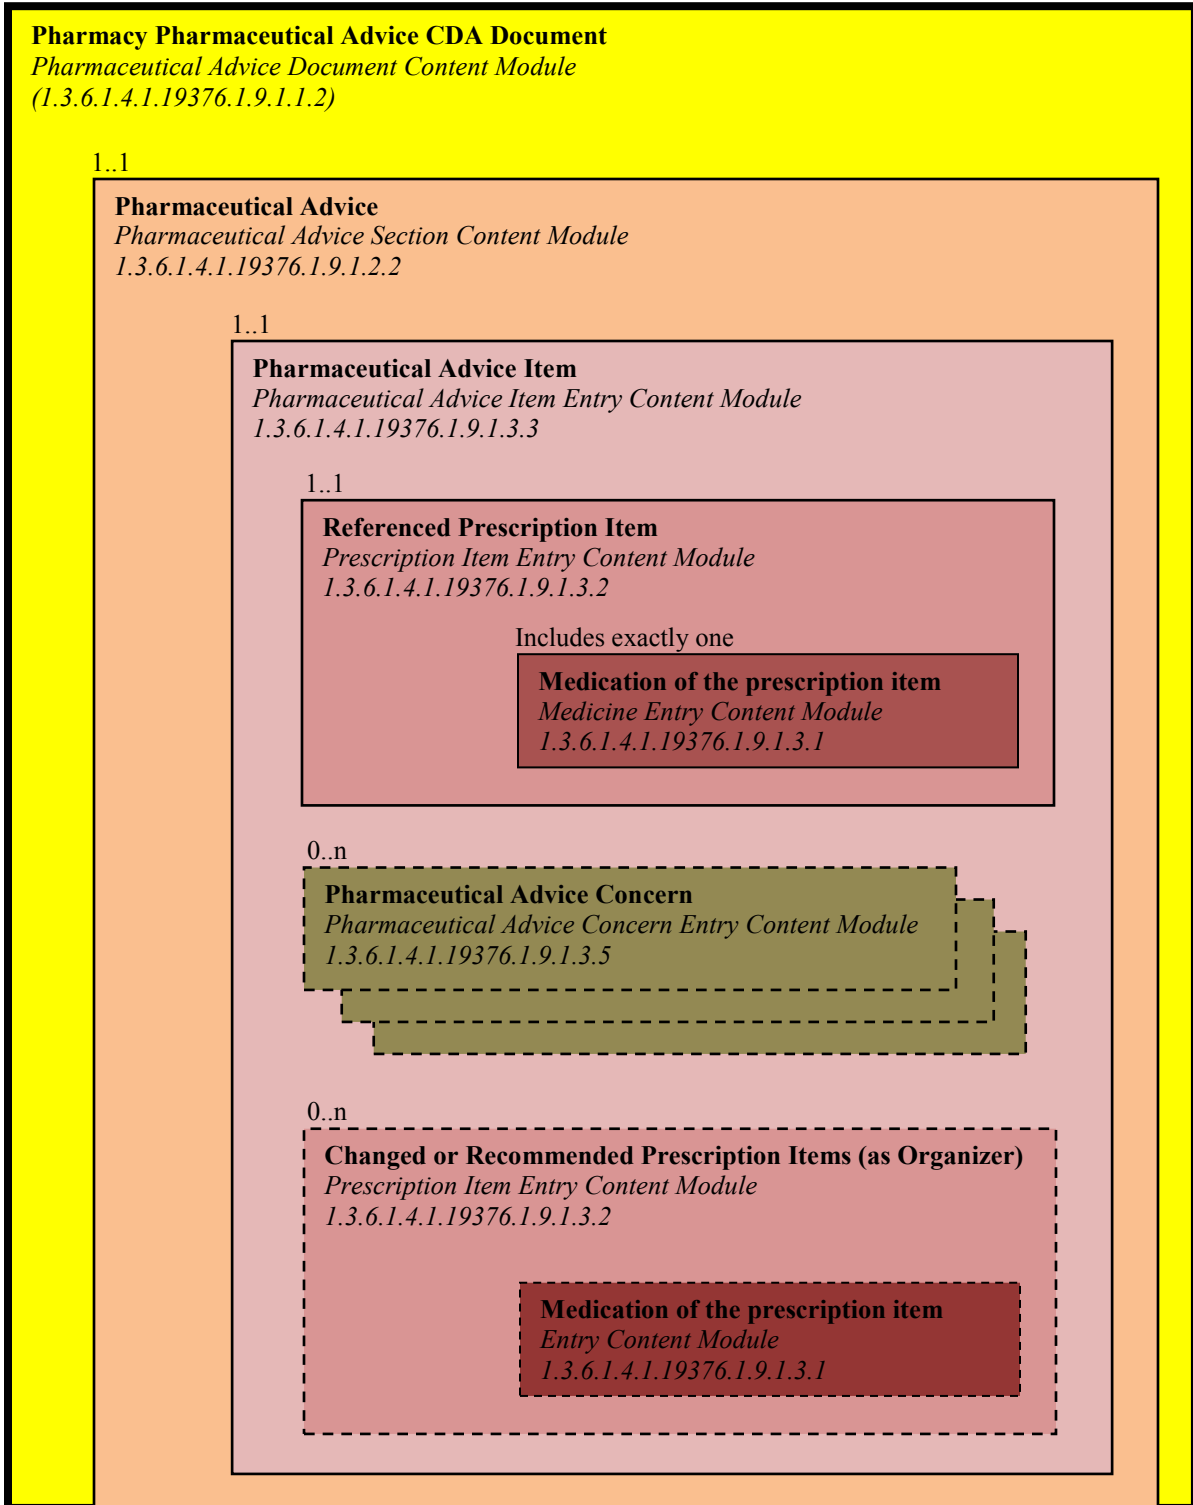 Pharmacy Pharmaceutical Advice CDA Document
Pharmaceutical Advice Document Content Module
(1.3.6.1.4.1.19376.1.9.1.1.2)
1..1
Pharmaceutical Advice
Pharmaceutical Advice Section Content Module
1.3.6.1.4.1.19376.1.9.1.2.2
1..1
Pharmaceutical Advice Item
Pharmaceutical Advice Item Entry Content Module
1.3.6.1.4.1.19376.1.9.1.3.3
1..1
Referenced Prescription Item
Prescription Item Entry Content Module
1.3.6.1.4.1.19376.1.9.1.3.2
Includes exactly one
Medication of the prescription item
Medicine Entry Content Module
1.3.6.1.4.1.19376.1.9.1.3.1
0..n
Pharmaceutical Advice Concern
Pharmaceutical Advice Concern Entry Content Module
1.3.6.1.4.1.19376.1.9.1.3.5
0..n
Changed or Recommended Prescription Items (as Organizer)
Prescription Item Entry Content Module
1.3.6.1.4.1.19376.1.9.1.3.2
Medication of the prescription item
Entry Content Module
1.3.6.1.4.1.19376.1.9.1.3.1